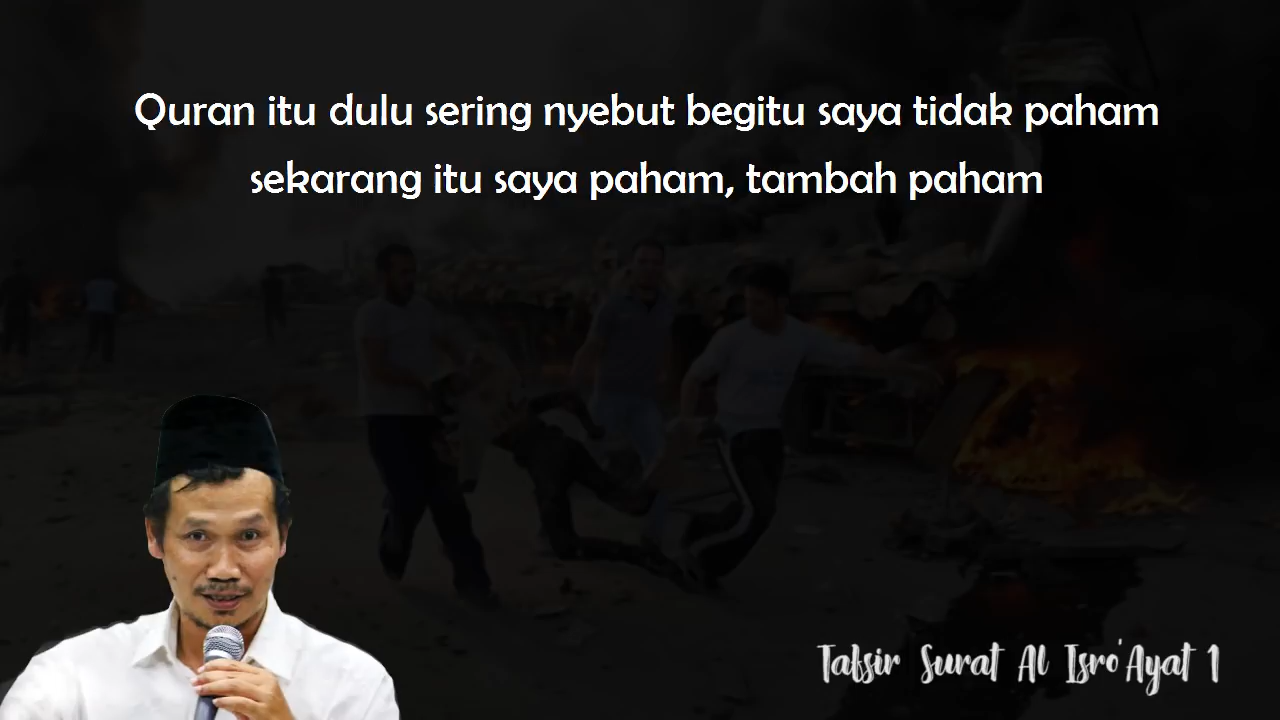 Quran itu dulu sering nyebut begitu saya tidak paham
sekarang itu saya paham, tambah paham
Tafsir Surat Al Isro'Ayat 1